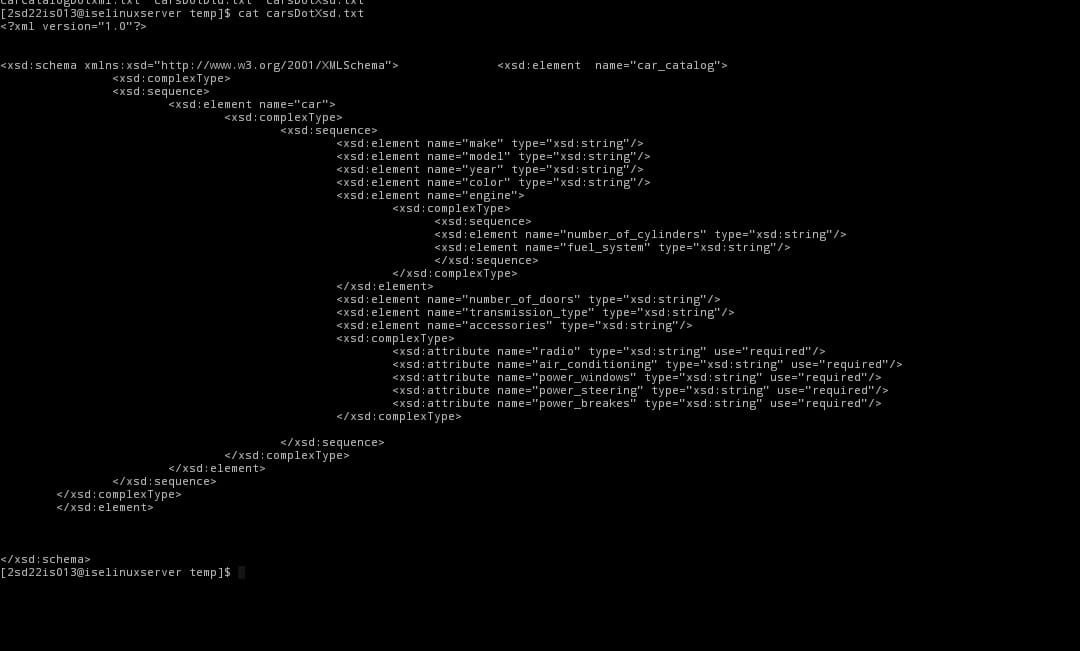 [2sd22is013@iselinuxserver temp]$ cat carsDotXsd.txt
<?xml version="1.0"?>
<xsd:schema xmlns:xsd="http://www.w3.org/2001/XMLSchema"> <xsd:element name="car_catalog">
<xsd:complexType>
<xsd:sequence>
<xsd:element name="car">
<xsd:complexType>
<xsd:sequence>
<xsd:element name="make" type="xsd:string"/>
<xsd:element name="model" type="xsd:string"/>
<xsd:element name="year" type="xsd:string"/>
<xsd:element name="color" type="xsd:string"/>
<xsd:element name="engine">
<xsd:complexType>
<xsd:sequence>
<xsd:element name="number_of_cylinders" type="xsd:string"/>
<xsd:element name="fuel_system" type="xsd:string"/>
</xsd:sequence>
</xsd:complexType>
</xsd:element>
<xsd:element name="number_of_doors" type="xsd:string"/>
<xsd:element name="transmission_type" type="xsd:string"/>
<xsd:element name="accessories" type="xsd:string"/>
<xsd:complexType>
<xsd:attribute name="radio" type="xsd:string" use="required"/>
<xsd:attribute name="air_conditioning" type="xsd:string" use="required"/>
<xsd:attribute name="power_windows" type="xsd:string" use="required"/>
<xsd:attribute name="power_steering" type="xsd:string" use="required"/>
<xsd:attribute name="power_breakes" type="xsd:string" use="required"/>
</xsd:complexType>
</xsd:sequence>
</xsd:complexType>
</xsd:element>
</xsd:sequence>
</xsd:complexType>
</xsd:element>
</xsd:schema>
[2sd22is013@iselinuxserver temp]$